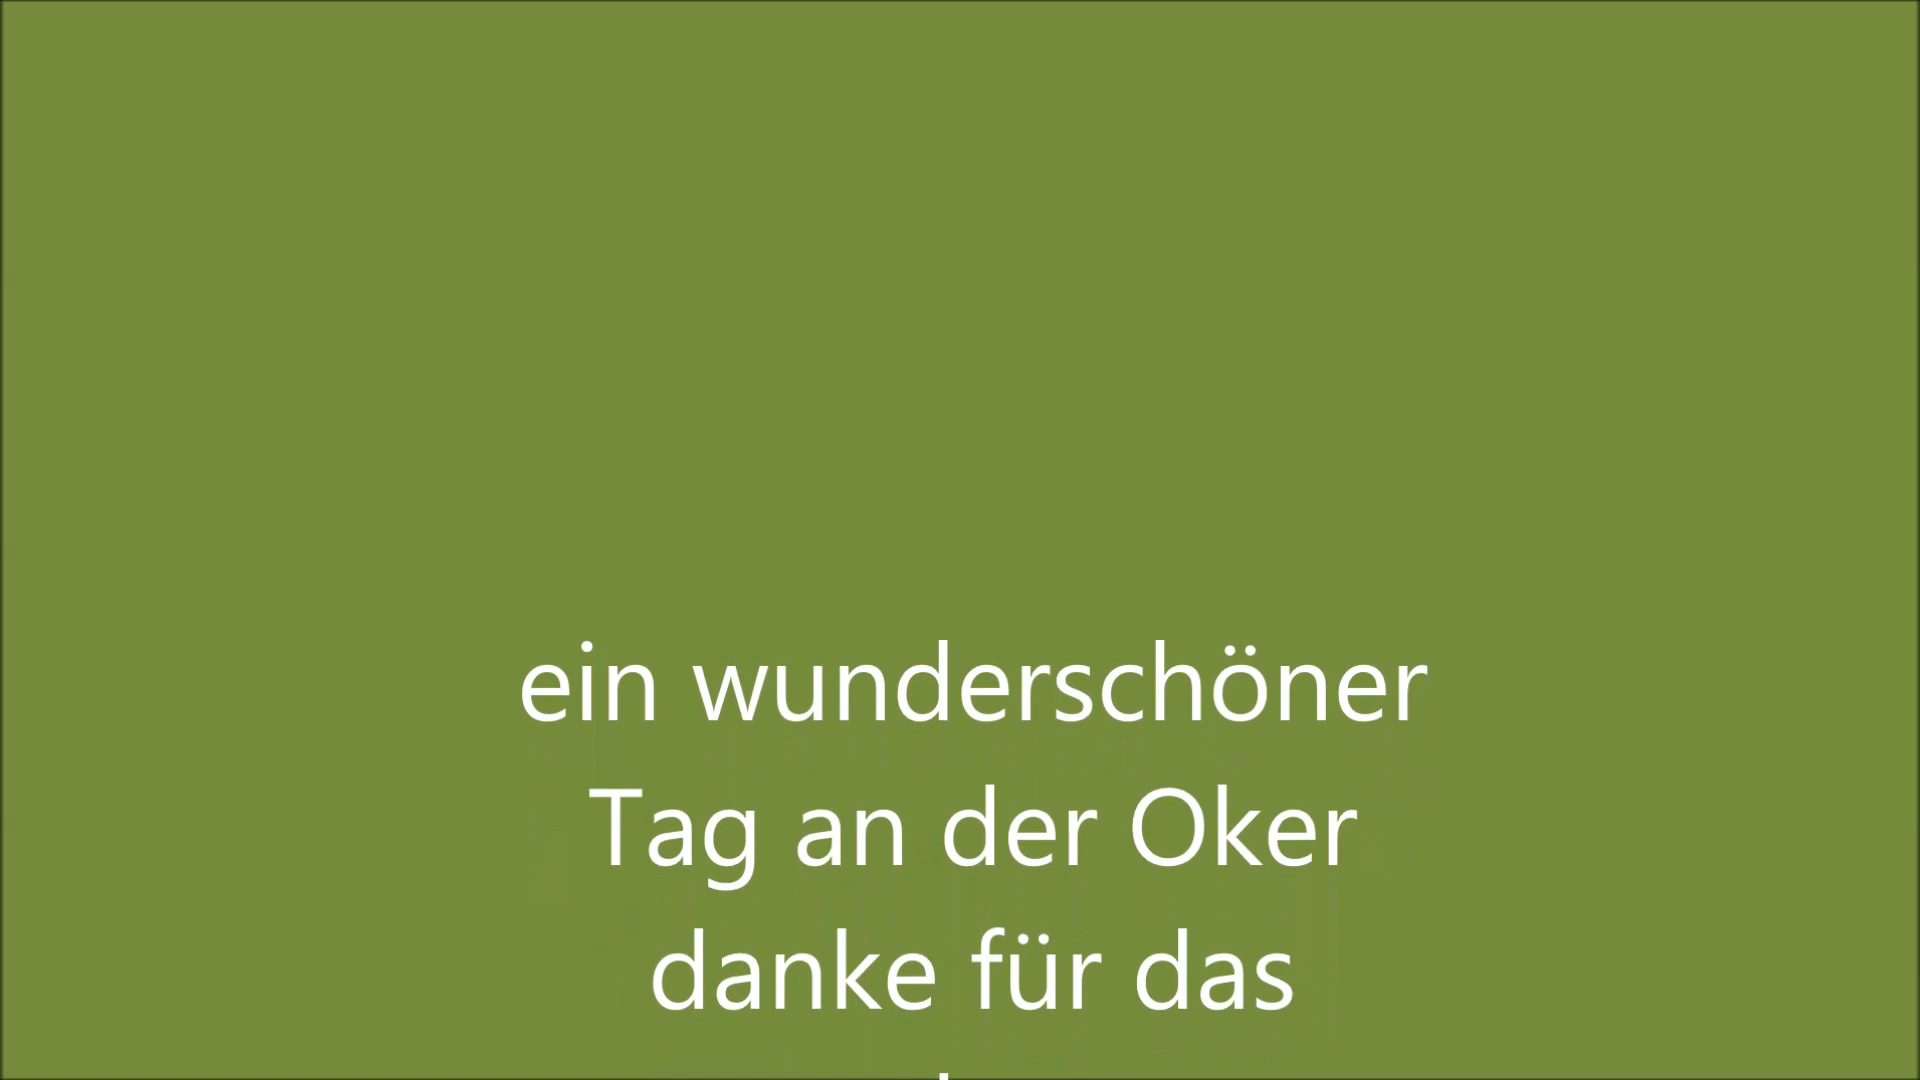 ein wunderschöner
Tag an der Oker
danke für das